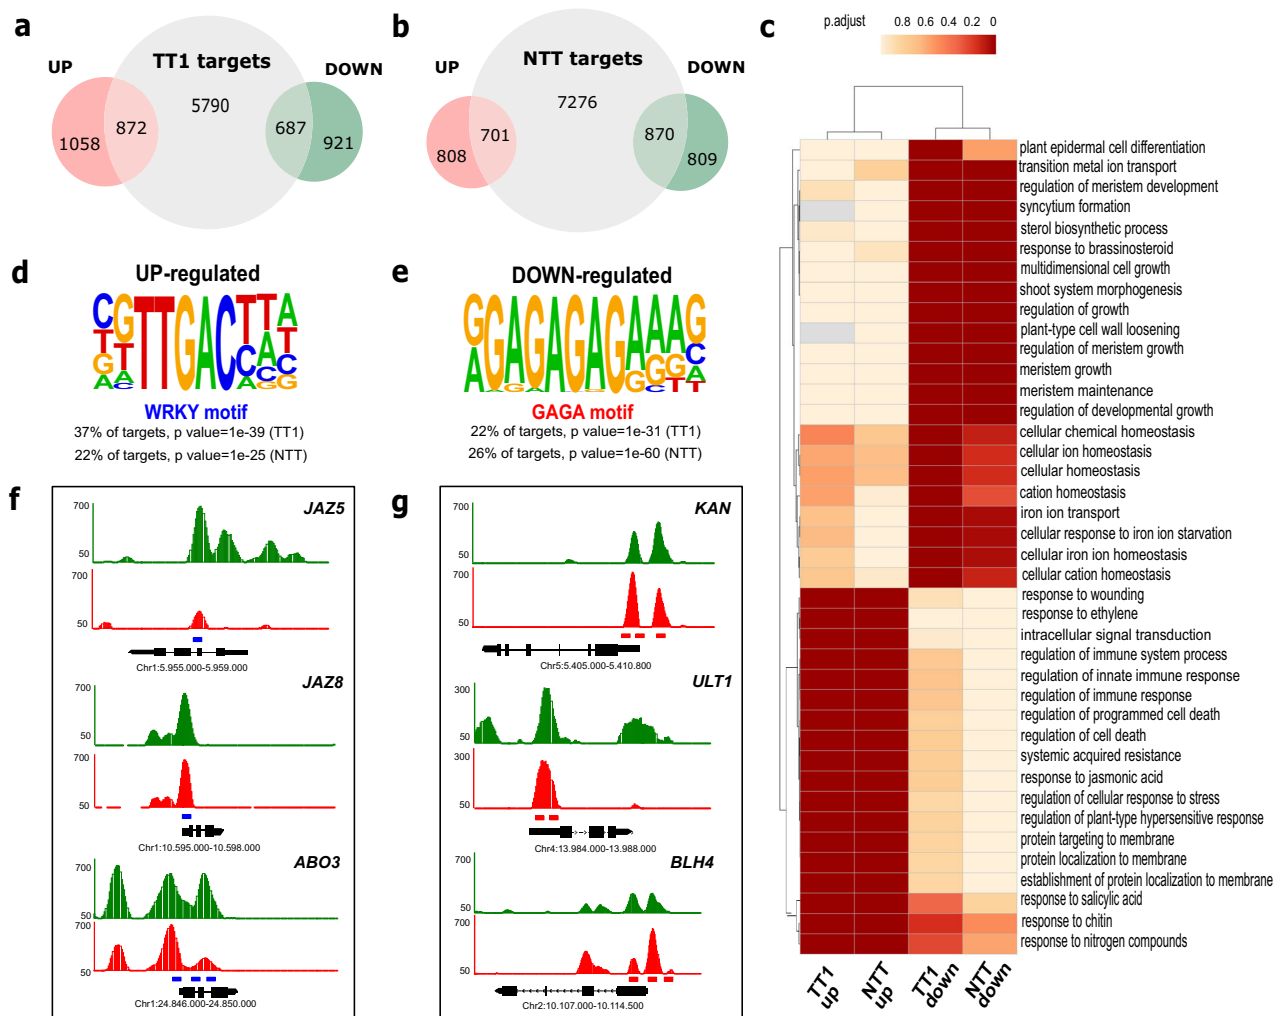 a
UP
TT1 targets
DOWN
5790
1058
872
687
921
b
UP
NTT targets
DOWN
7276
808
701
870
809
c
p.adjust
0.8 0.6 0.4 0.2 0
plant epidermal cell differentiation
transition metal ion transport
regulation of meristem development
syncytium formation
sterol biosynthetic process
response to brassinosteroid
multidimensional cell growth
shoot system morphogenesis
regulation of growth
plant-type cell wall loosening
regulation of meristem growth
meristem growth
meristem maintenance
regulation of developmental growth
cellular chemical homeostasis
cellular ion homeostasis
cellular homeostasis
cation homeostasis
iron ion transport
cellular response to iron ion starvation
cellular iron ion homeostasis
cellular cation homeostasis
response to wounding
response to ethylene
intracellular signal transduction
regulation of immune system process
regulation of innate immune response
regulation of immune response
regulation of programmed cell death
regulation of cell death
systemic acquired resistance
response to jasmonic acid
regulation of cellular response to stress
regulation of plant-type hypersensitive response
protein targeting to membrane
protein localization to membrane
establishment of protein localization to membrane
response to salicylic acid
response to chitin
response to nitrogen compounds
TT1 up
NTT up
TT1 down
NTT down
d
UP-regulated
TTGAC
WRKY motif
37% of targets, p value=1e-39 (TT1)
22% of targets, p value=1e-25 (NTT)
e
DOWN-regulated
GGAGAGAGAAAG
GAGA motif
22% of targets, p value=1e-31 (TT1)
26% of targets, p value=1e-60 (NTT)
f
700
JAZ5
50
700
50
Chr1:5.955.000-5.959.000
700
JAZ8
50
700
50
Chr1:10.595.000-10.598.000
700
ABO3
50
700
50
Chr1:24.846.000-24.850.000
g
700
KAN
50
700
50
Chr5:5.405.000-5.410.800
300
ULT1
50
300
50
Chr4:13.984.000-13.988.000
700
BLH4
50
700
50
Chr2:10.107.000-10.114.500